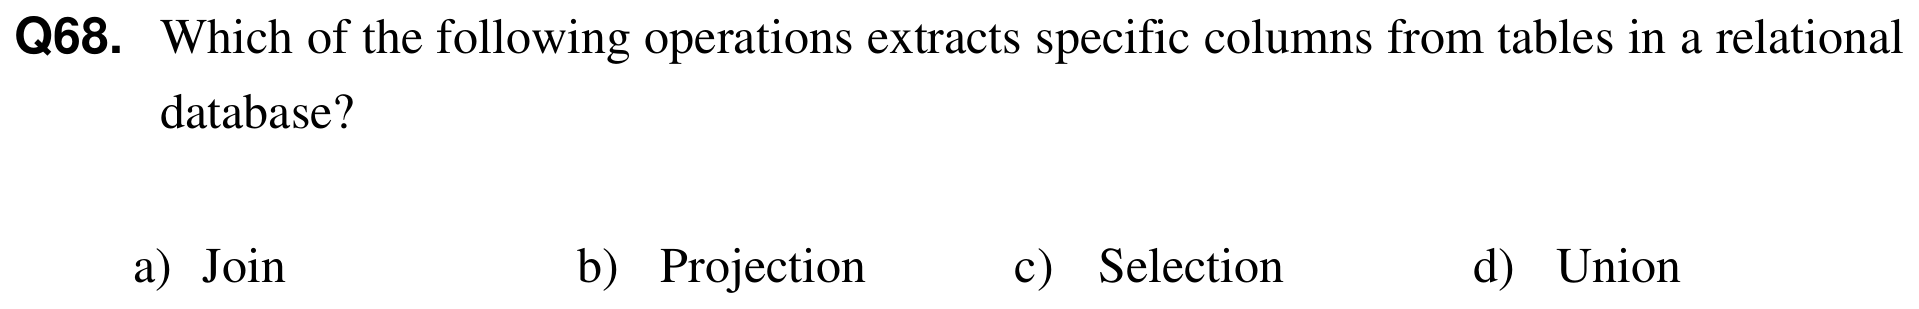 Q68. Which of the following operations extracts specific columns from tables in a relational
database?
a) Join b) Projection c) Selection d) Union